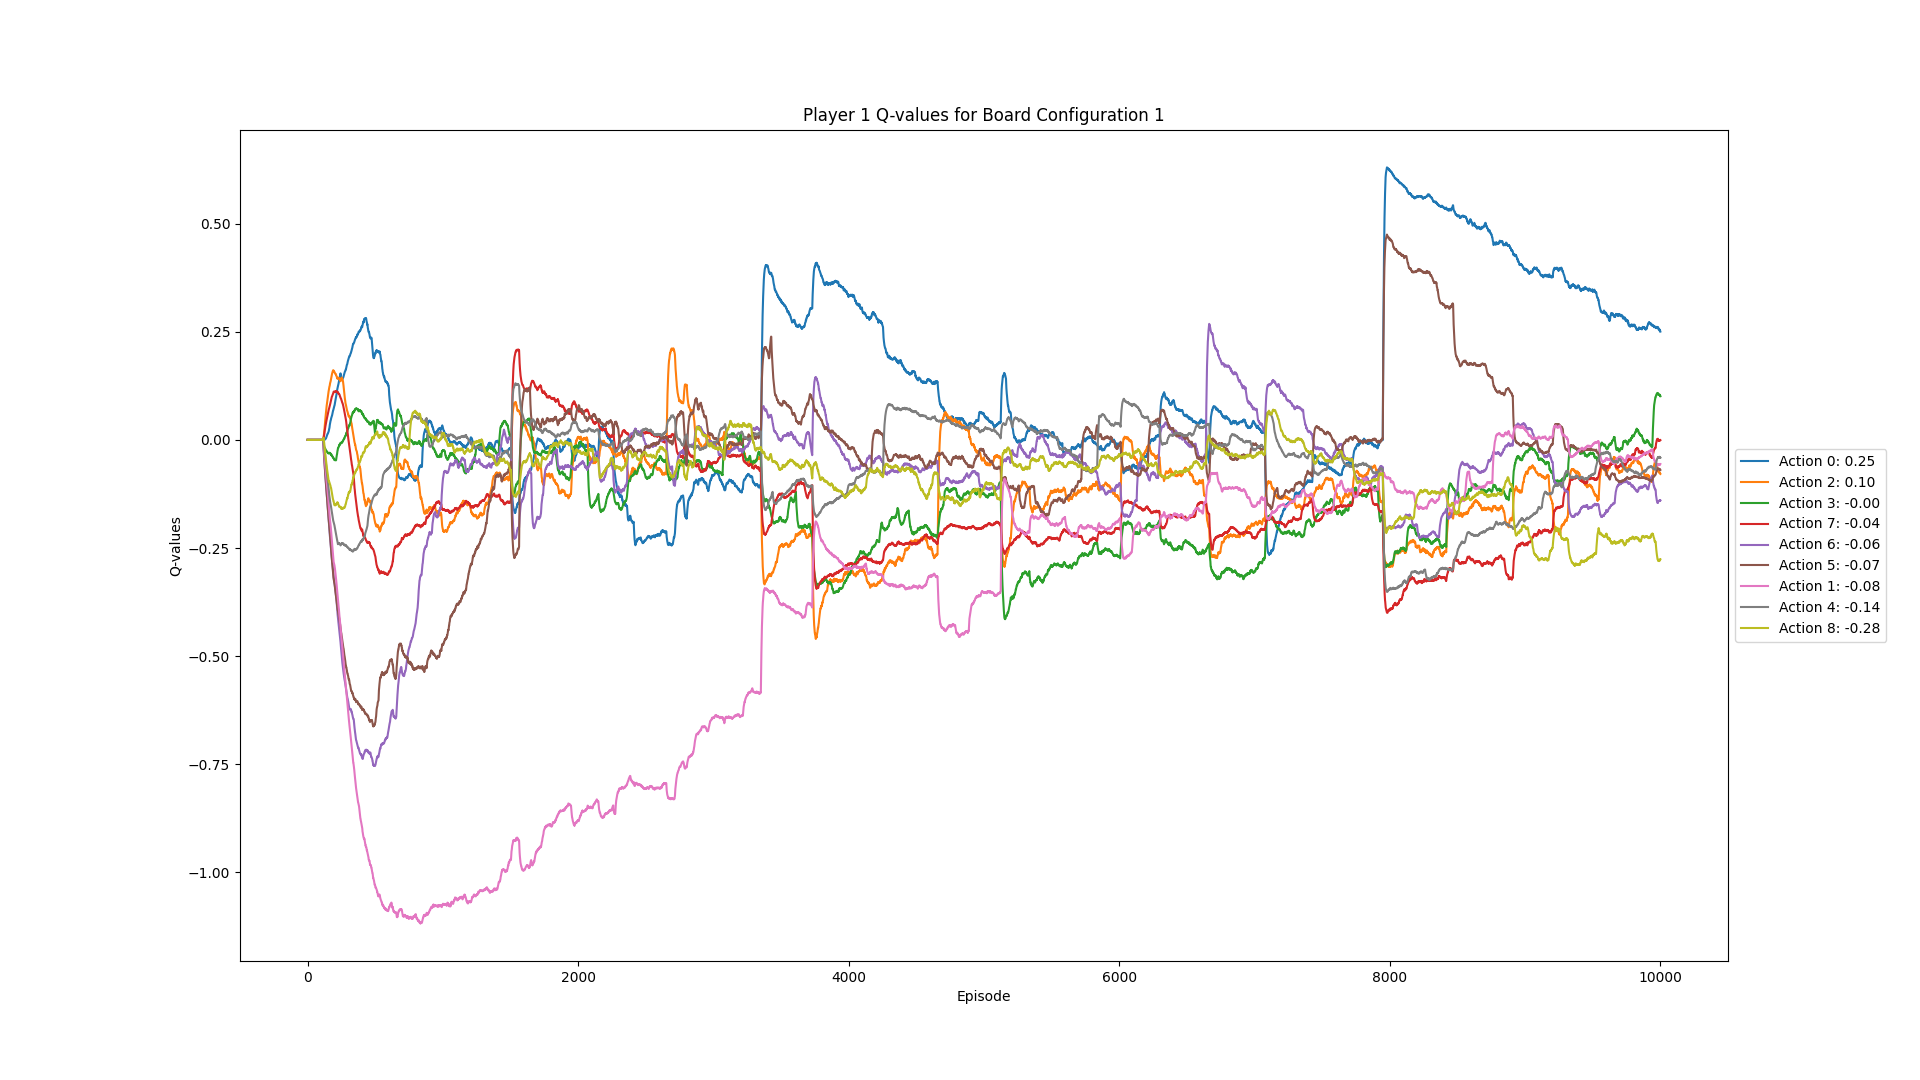 Player 1 Q-values for Board Configuration 1
Q-values
0.50
0.25
0.00
−0.25
−0.50
−0.75
−1.00
0
2000
4000
6000
8000
10000
Episode
Action 0: 0.25
Action 2: 0.10
Action 3: -0.00
Action 7: -0.04
Action 6: -0.06
Action 5: -0.07
Action 1: -0.08
Action 4: -0.14
Action 8: -0.28